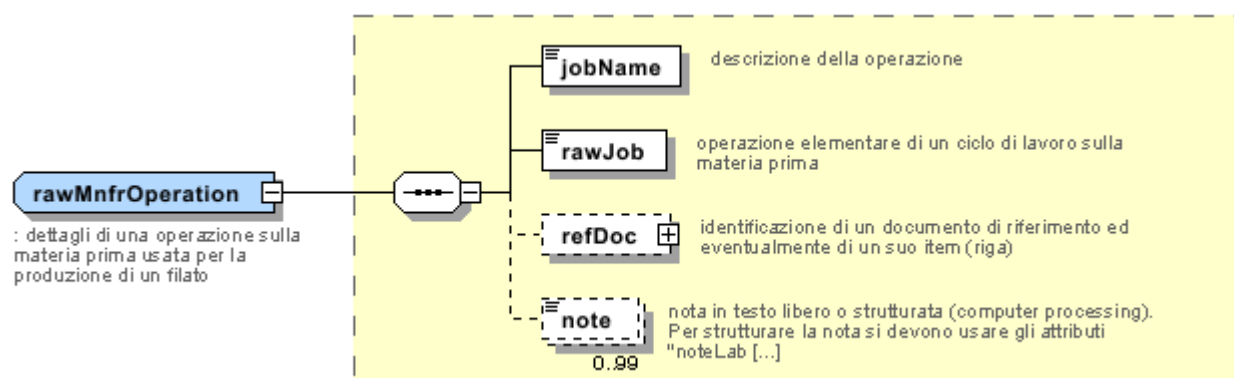 jobName
descrizione della operazione
rawJob
operazione elementare di un ciclo di lavoro sulla
materia prima
rawMnfrOperation
: dettagli di una operazione sulla
materia prima usata per la
produzione di un filato
refDoc
identificazione di un documento di riferimento ed
eventualmente di un suo item (riga)
note
nota in testo libero o strutturata (computer processing).
Per strutturare la nota si devono usare gli attributi
"noteLab [...]
0..99